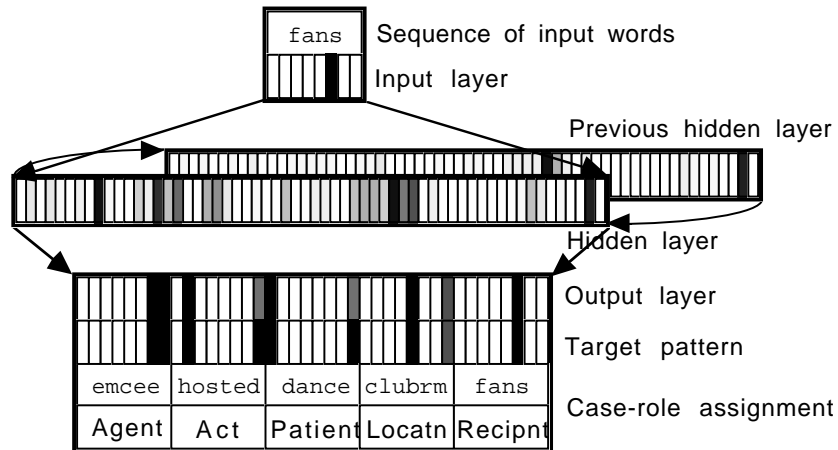 fans
Sequence of input words
Input layer
Previous hidden layer
Hidden layer
Output layer
Target pattern
emcee hosted dance clubrm fans
Case-role assignment
Agent Act Patient Locatn Recipnt